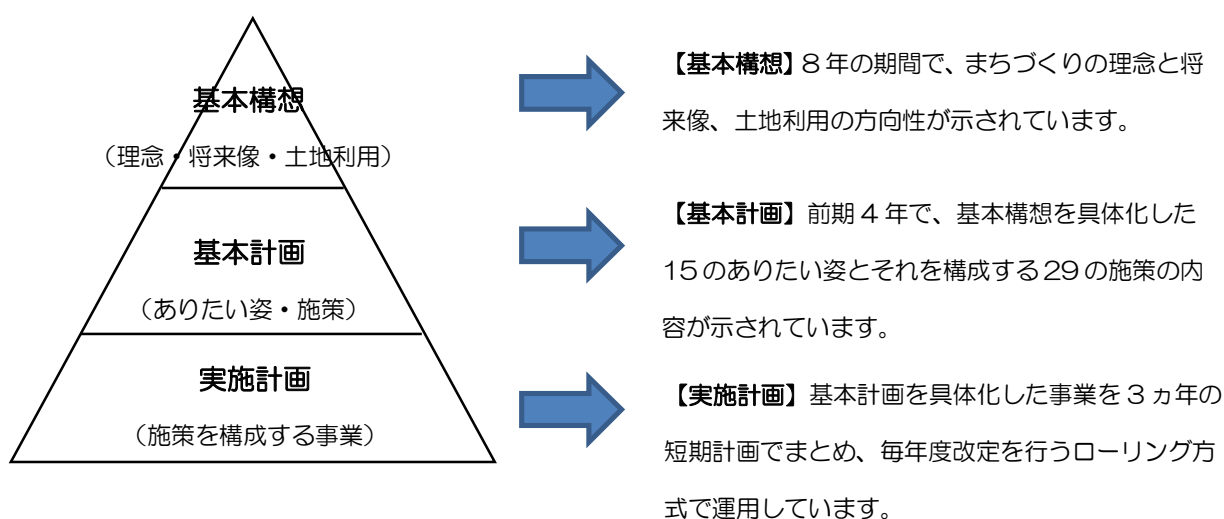 基本構想
（理念・将来像・土地利用）
基本計画
（ありたい姿・施策）
実施計画
（施策を構成する事業）
【基本構想】８年の期間で、まちづくりの理念と将
来像、土地利用の方向性が示されています。
【基本計画】前期４年で、基本構想を具体化した
15のありたい姿とそれを構成する29の施策の内
容が示されています。
【実施計画】基本計画を具体化した事業を３ヵ年の
短期計画でまとめ、毎年度改定を行うローリング方
式で運用しています。